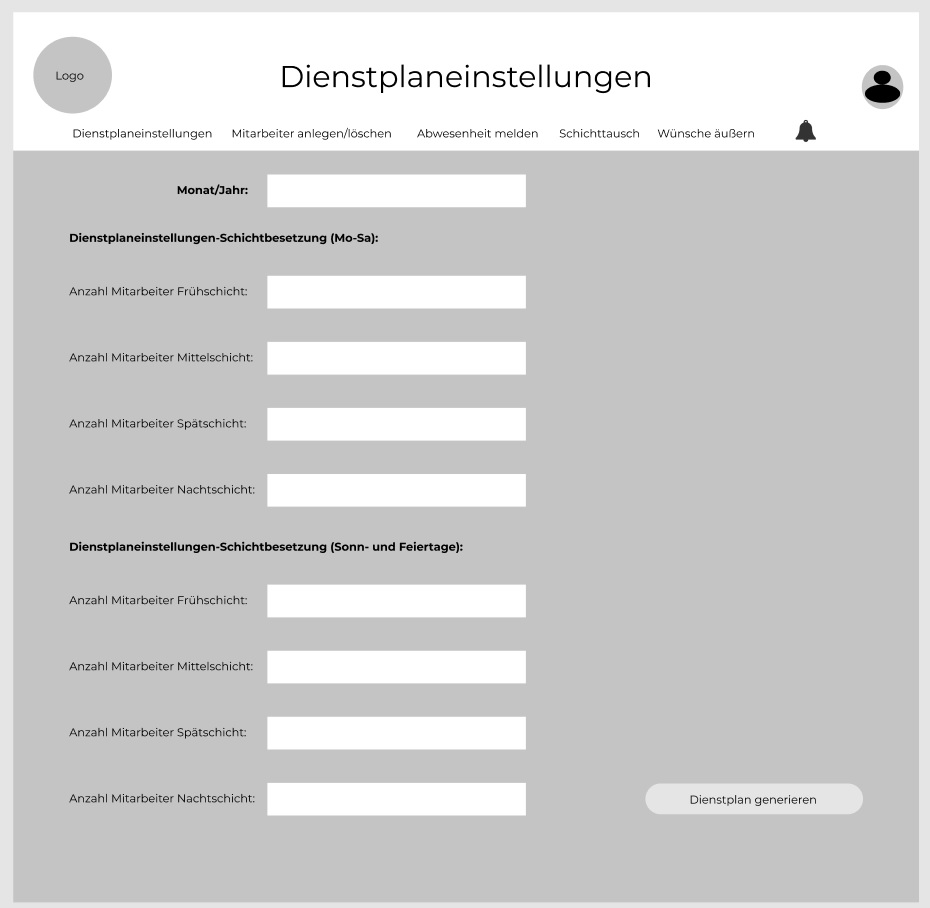 Logo
Dienstplaneinstellungen
Dienstplaneinstellungen Mitarbeiter anlegen/löschen Abwesenheit melden Schichttausch Wünsche äußern
Monat/Jahr:
Dienstplaneinstellungen-Schichtbesetzung (Mo-Sa):
Anzahl Mitarbeiter Frühschicht:
Anzahl Mitarbeiter Mittelschicht:
Anzahl Mitarbeiter Spätschicht:
Anzahl Mitarbeiter Nachtschicht:
Dienstplaneinstellungen-Schichtbesetzung (Sonn- und Feiertage):
Anzahl Mitarbeiter Frühschicht:
Anzahl Mitarbeiter Mittelschicht:
Anzahl Mitarbeiter Spätschicht:
Anzahl Mitarbeiter Nachtschicht:
Dienstplan generieren